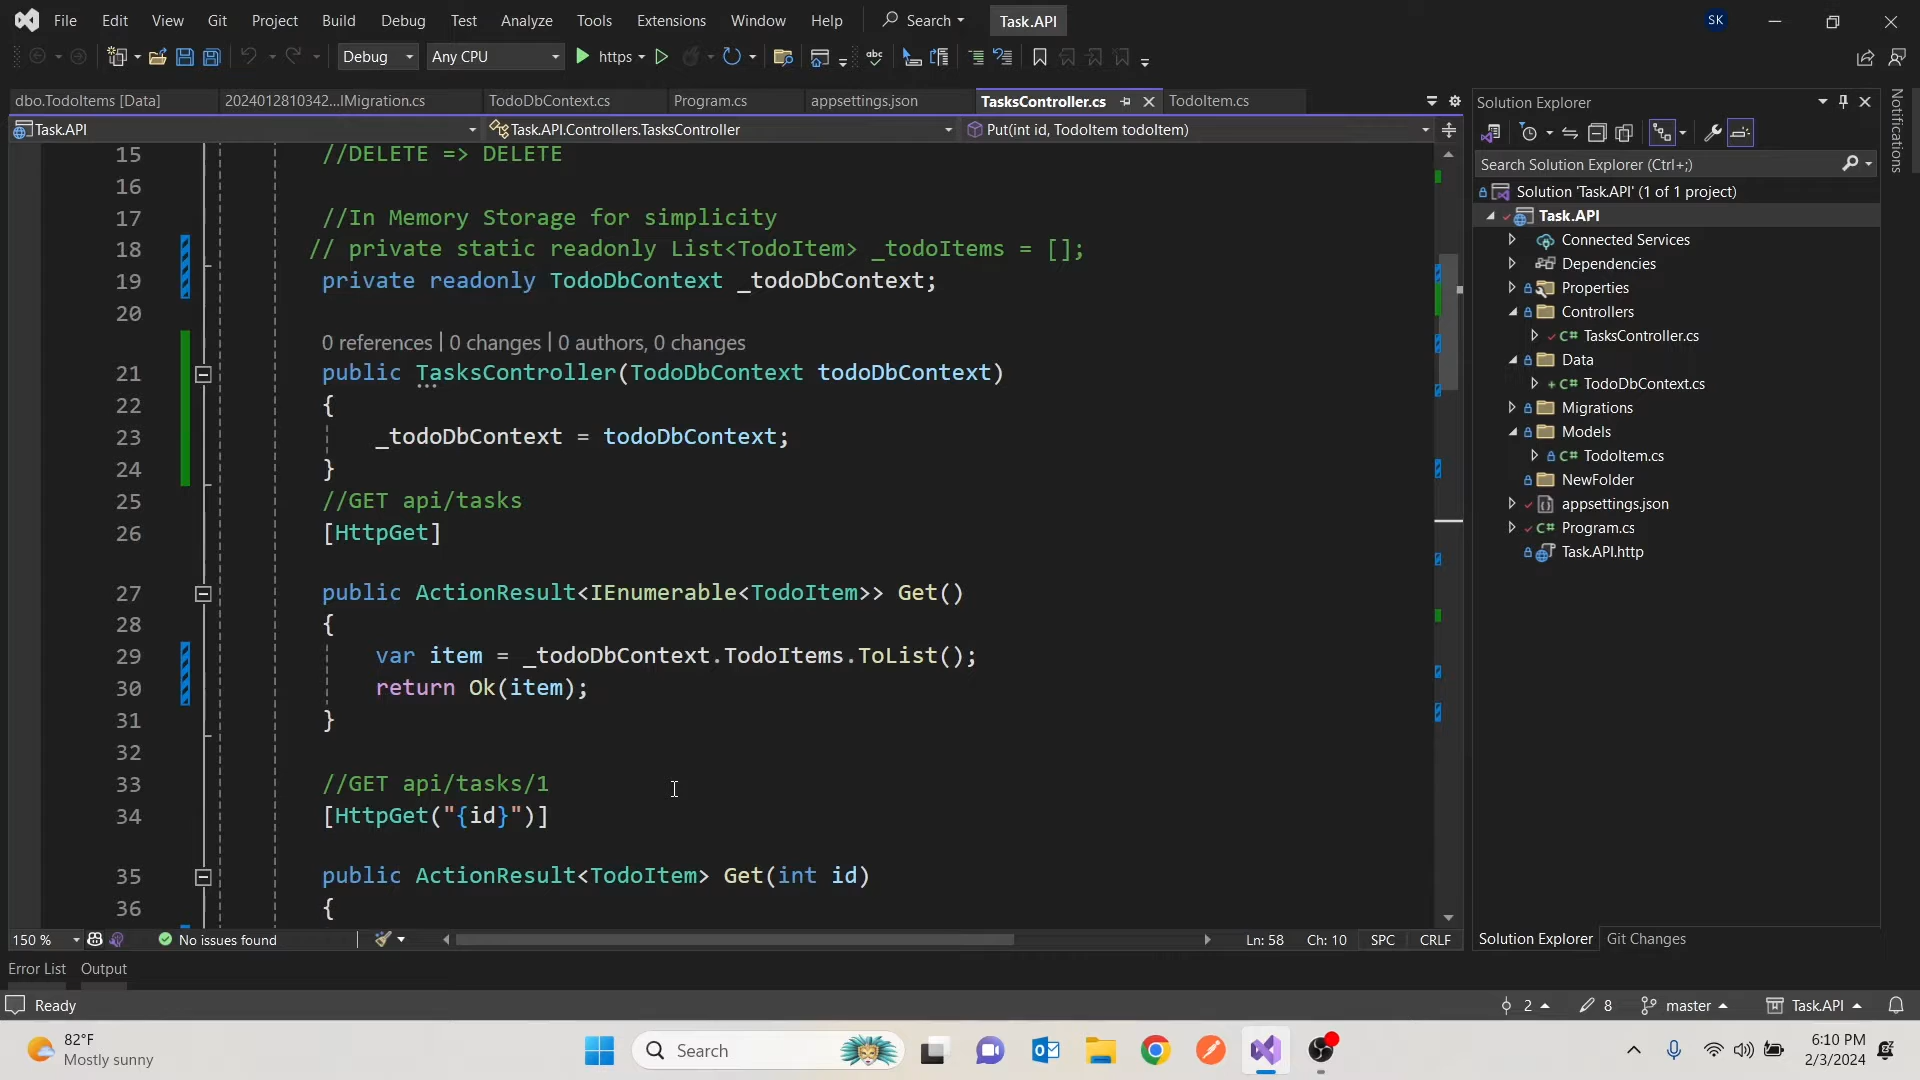 File Edit View Git Project Build Debug Test Analyze Tools Extensions Window Help Search Task.API SK
Debug Any CPU https abc
dbo.TodoItems [Data] 2024012810342...lMigration.cs TodoDbContext.cs Program.cs appsettings.json TasksController.cs TodoItem.cs
Task.API Task.API.Controllers.TasksController Put(int id, TodoItem todoItem)
15 //DELETE => DELETE
16
17 //In Memory Storage for simplicity
18 // private static readonly List<TodoItem> _todoItems = [];
19 private readonly TodoDbContext _todoDbContext;
20
0 references | 0 changes | 0 authors, 0 changes
21 public TasksController(TodoDbContext todoDbContext)
22 {
23 _todoDbContext = todoDbContext;
24 }
25 //GET api/tasks
26 [HttpGet]
27 public ActionResult<IEnumerable<TodoItem>> Get()
28 {
29 var item = _todoDbContext.TodoItems.ToList();
30 return Ok(item);
31 }
32
33 //GET api/tasks/1
34 [HttpGet("{id}")]
35 public ActionResult<TodoItem> Get(int id)
36 {
150 % No issues found Ln: 58 Ch: 10 SPC CRLF
Error List Output
Solution Explorer
Search Solution Explorer (Ctrl+;)
Solution 'Task.API' (1 of 1 project)
Task.API
Connected Services
Dependencies
Properties
Controllers
C# TasksController.cs
Data
C# TodoDbContext.cs
Migrations
Models
C# TodoItem.cs
NewFolder
appsettings.json
C# Program.cs
Task.API.http
Solution Explorer Git Changes
Notifications
Ready 2 8 master Task.API
82°F
Mostly sunny
Search
6:10 PM
2/3/2024